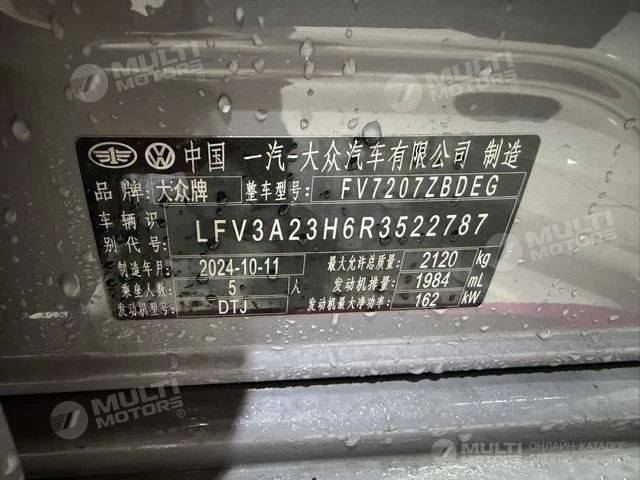 MULTI MOTORS®
MULTI MOTORS®
中国 一汽-大众汽车有限公司 制造
品牌 大众牌 整车型号 FV7207ZBDEG
车辆识别代号 LFV3A23H6R3522787
制造年月 2024-10-11 最大允许总质量 2120 kg
乘坐人数 5 人 发动机排量 1984 mL
发动机型号 DTJ 发动机最大净功率 162 kW
MULTI MOTORS®
MULTI ОНЛАЙН-КАТАЛОГ